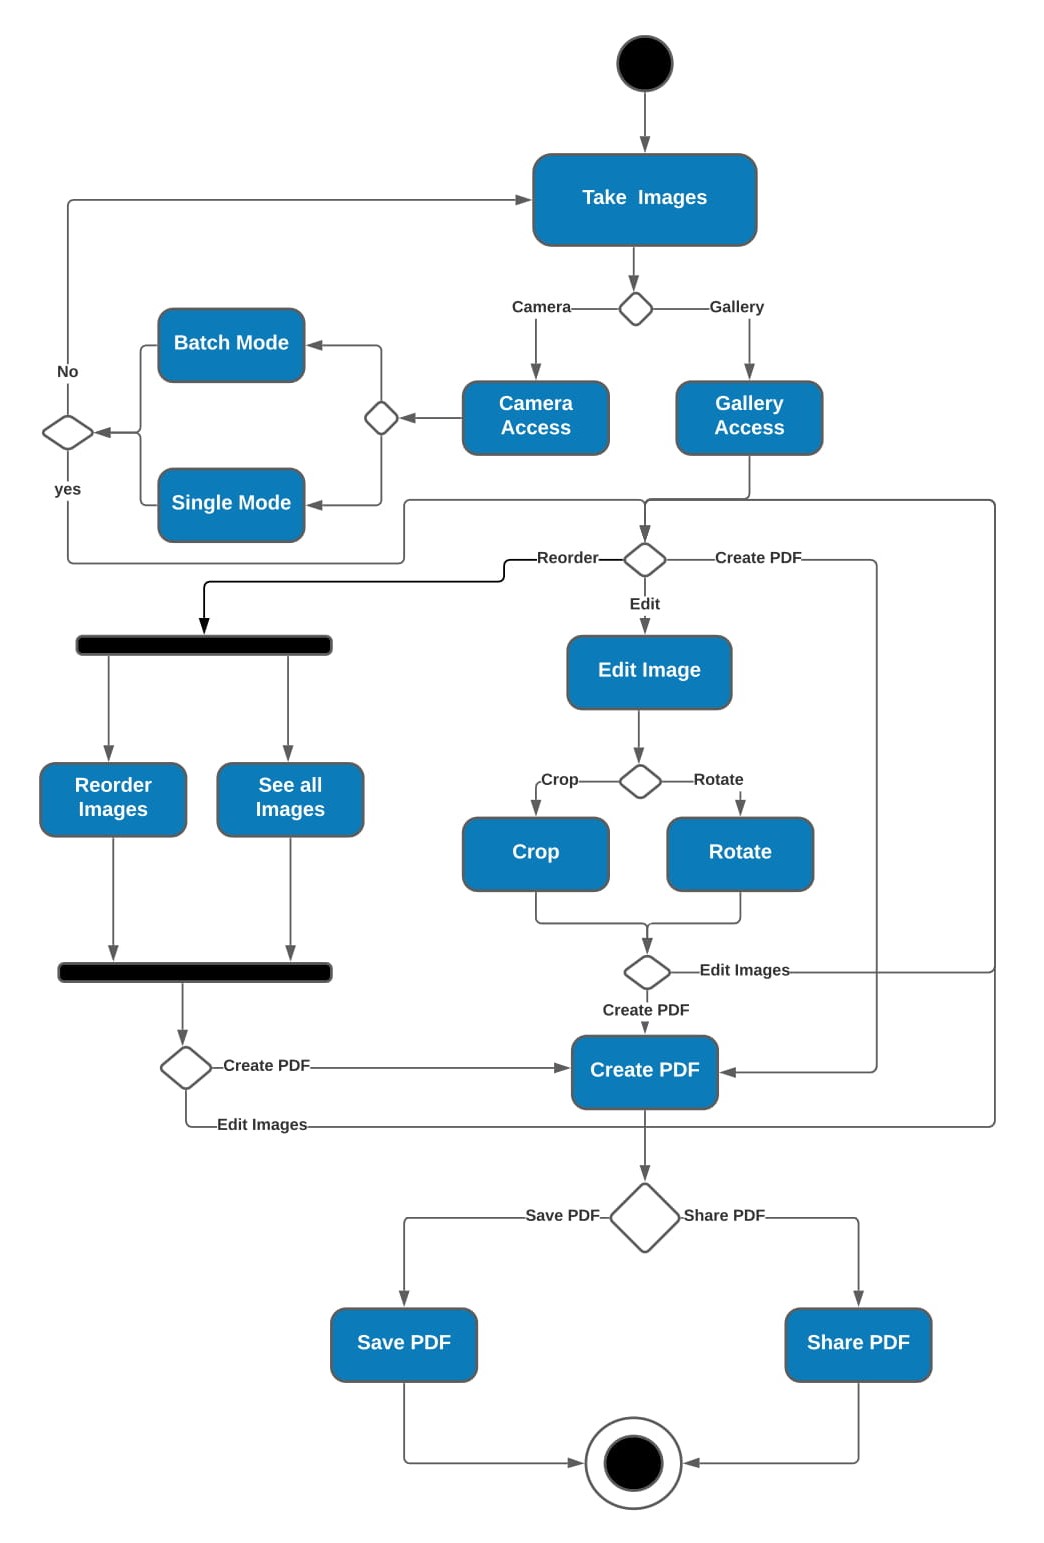 Take  Images
Camera
Gallery
Batch Mode
No
Camera
Access
Gallery
Access
yes
Single Mode
Reorder
Create PDF
Edit
Edit Image
Crop
Rotate
Reorder
Images
See all
Images
Crop
Rotate
Edit Images
Create PDF
Create PDF
Create PDF
Edit Images
Save PDF
Share PDF
Save PDF
Share PDF